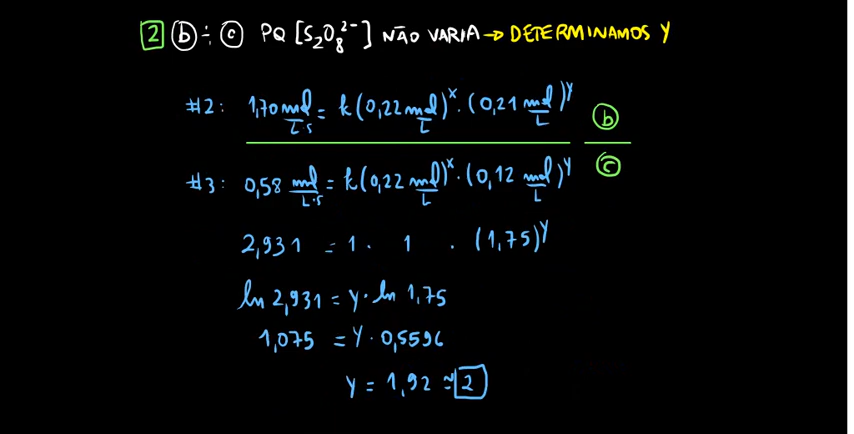 2 b ÷ c PQ [S₂O₈²⁻] NÃO VARIA → DETERMINAMOS Y
#2: 1,70 mol/L·s = k (0,22 mol/L)ˣ · (0,21 mol/L)ʸ b
#3: 0,58 mol/L·s = k (0,22 mol/L)ˣ · (0,12 mol/L)ʸ c
2,931 = 1 · 1 · (1,75)ʸ
ln 2,931 = y · ln 1,75
1,075 = y · 0,5596
y = 1,92 ≅ 2